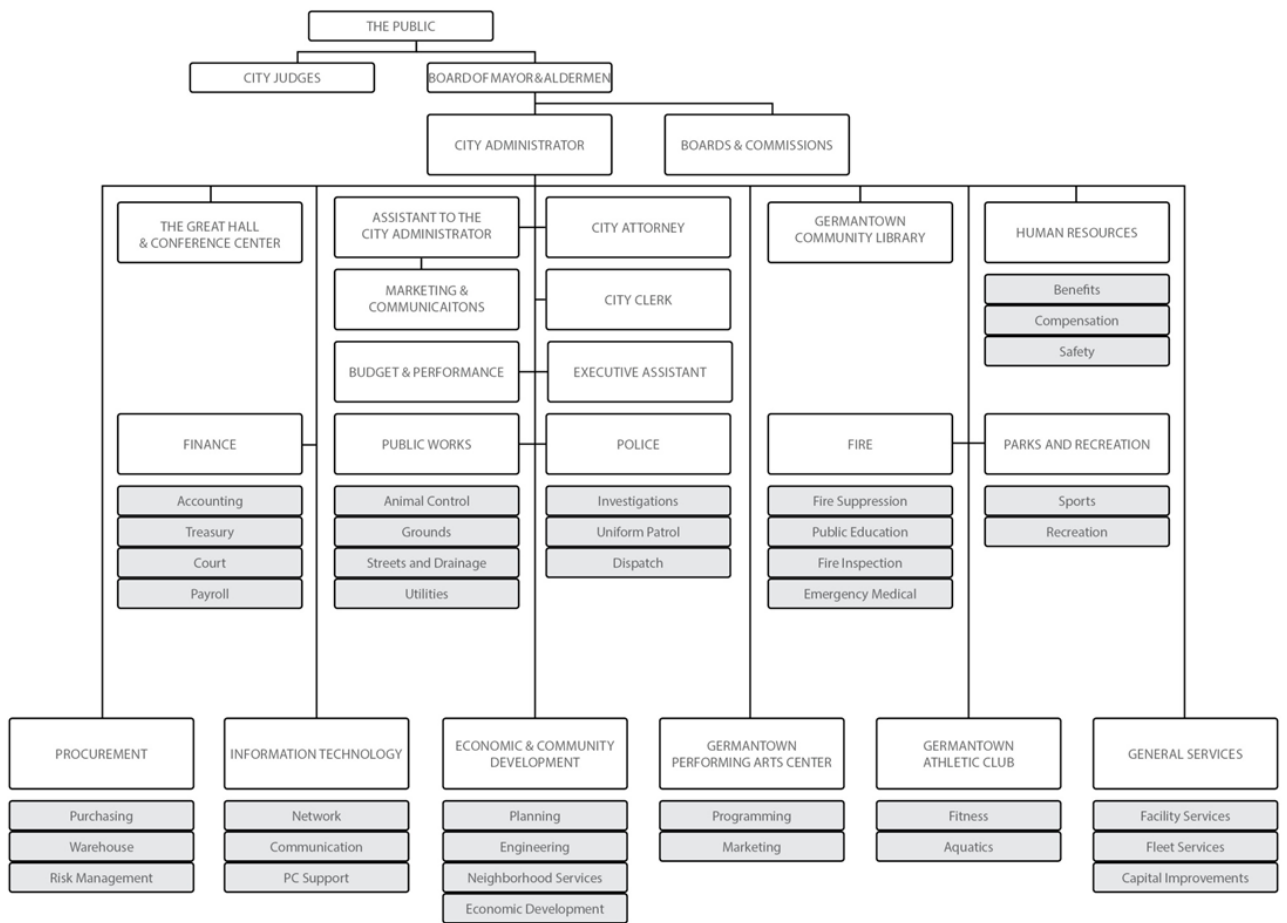 THE PUBLIC
CITY JUDGES
BOARD OF MAYOR & ALDERMEN
CITY ADMINISTRATOR
BOARDS & COMMISSIONS
THE GREAT HALL
& CONFERENCE CENTER
ASSISTANT TO THE
CITY ADMINISTRATOR
CITY ATTORNEY
GERMANTOWN
COMMUNITY LIBRARY
HUMAN RESOURCES
Benefits
Compensation
Safety
MARKETING &
COMMUNICAITONS
CITY CLERK
BUDGET & PERFORMANCE
EXECUTIVE ASSISTANT
FINANCE
Accounting
Treasury
Court
Payroll
PUBLIC WORKS
Animal Control
Grounds
Streets and Drainage
Utilities
POLICE
Investigations
Uniform Patrol
Dispatch
FIRE
Fire Suppression
Public Education
Fire Inspection
Emergency Medical
PARKS AND RECREATION
Sports
Recreation
PROCUREMENT
Purchasing
Warehouse
Risk Management
INFORMATION TECHNOLOGY
Network
Communication
PC Support
ECONOMIC & COMMUNITY
DEVELOPMENT
Planning
Engineering
Neighborhood Services
Economic Development
GERMANTOWN
PERFORMING ARTS CENTER
Programming
Marketing
GERMANTOWN
ATHLETIC CLUB
Fitness
Aquatics
GENERAL SERVICES
Facility Services
Fleet Services
Capital Improvements